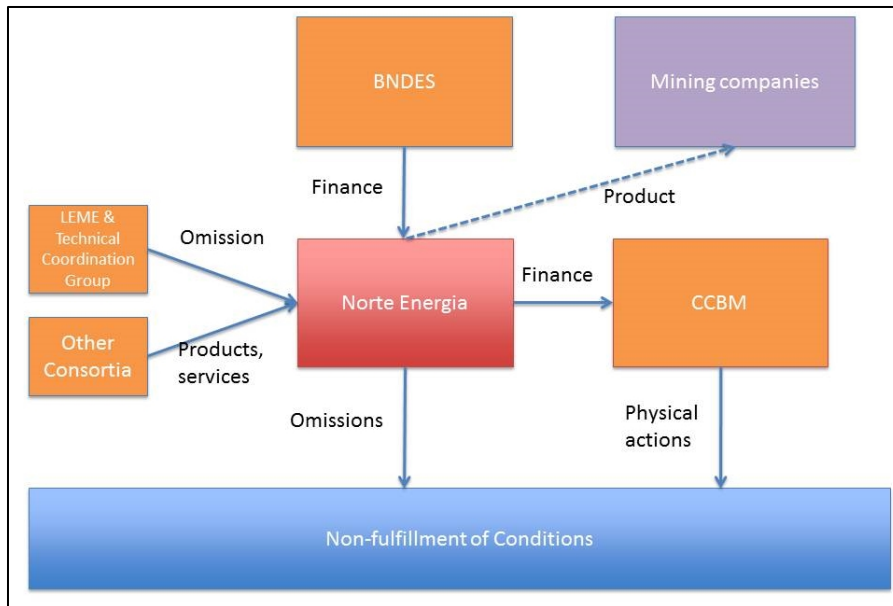 BNDES
Mining companies
Finance
Product
LEME &
Technical
Coordination
Group
Omission
Norte Energia
Finance
CCBM
Other
Consortia
Products,
services
Omissions
Physical
actions
Non-fulfillment of Conditions